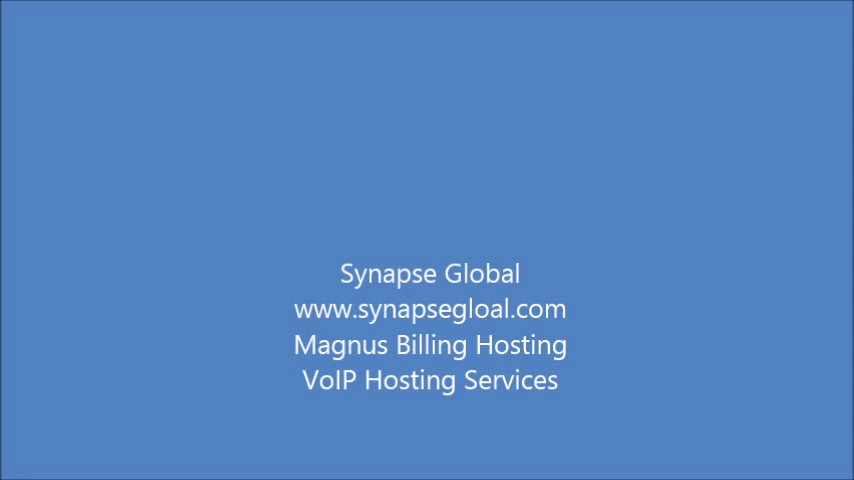 Synapse Global
www.synapsegloal.com
Magnus Billing Hosting
VoIP Hosting Services